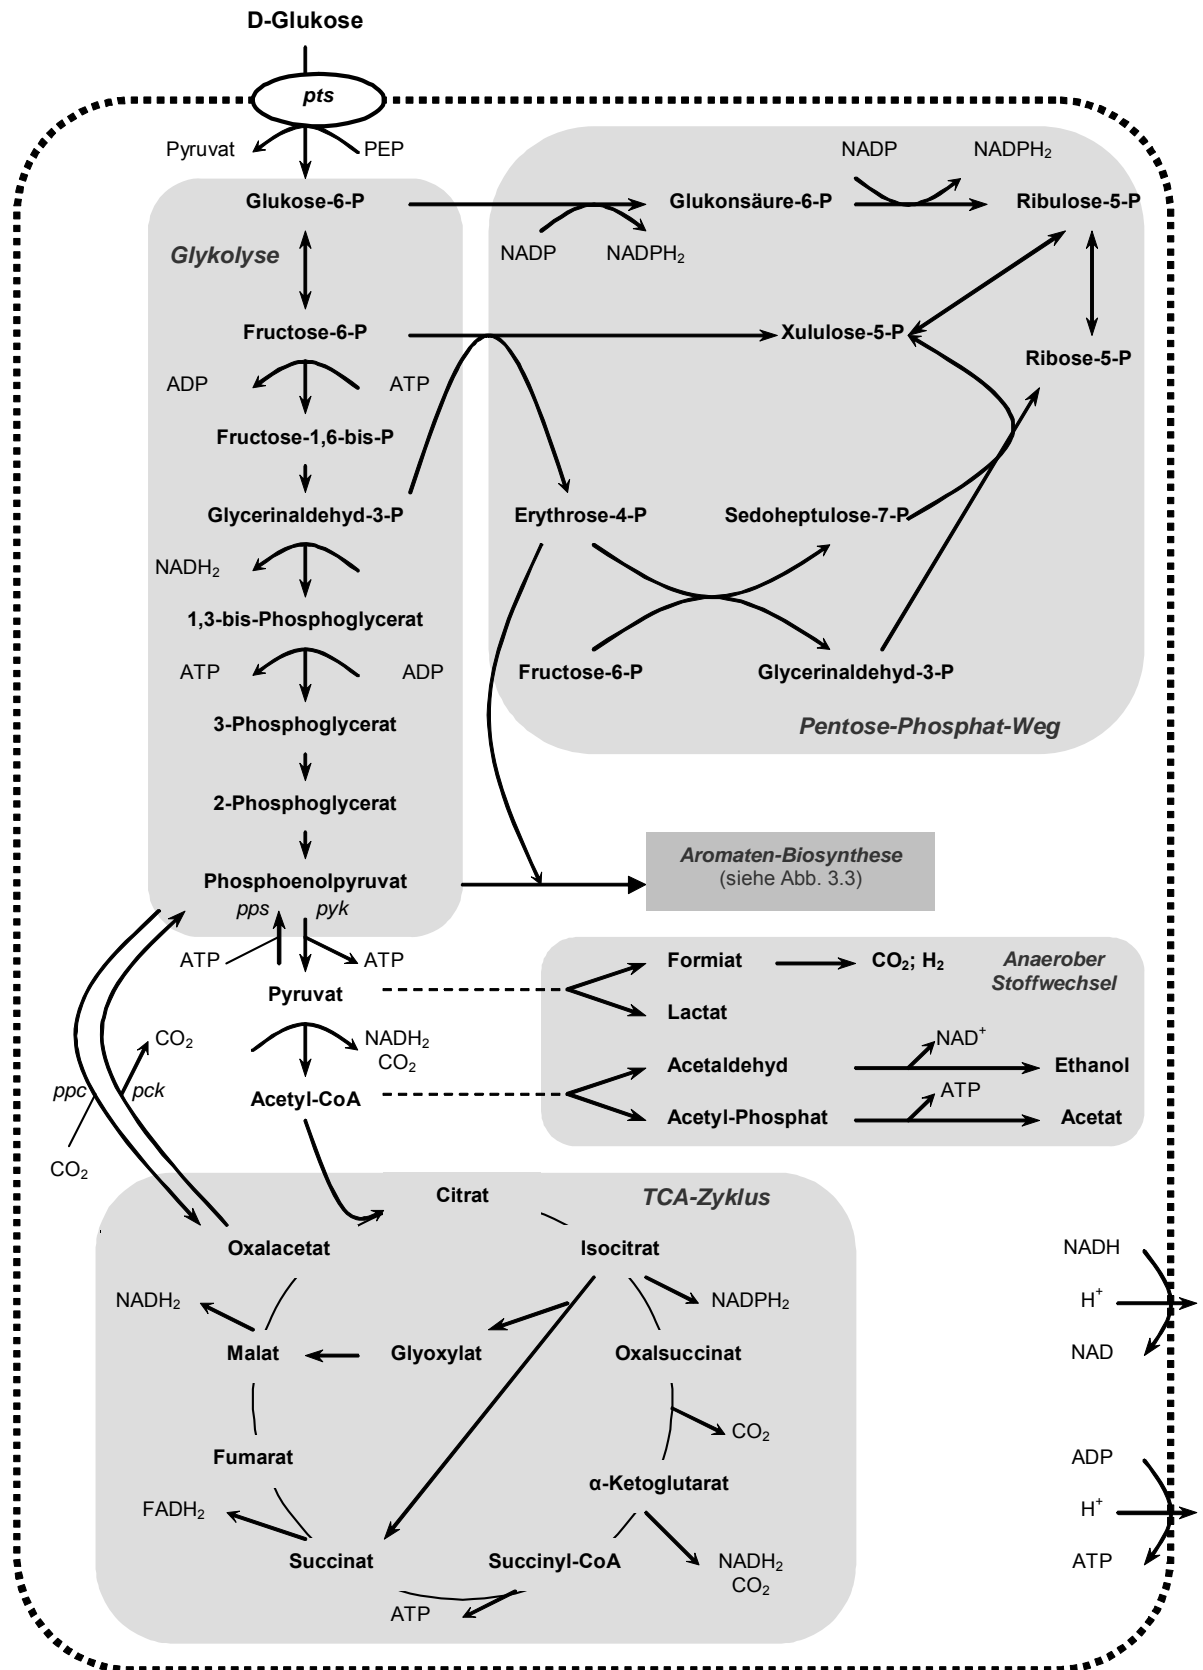 D-Glukose
pts
Pyruvat
PEP
Glukose-6-P
Glykolyse
Fructose-6-P
ADP
ATP
Fructose-1,6-bis-P
Glycerinaldehyd-3-P
NADH2
1,3-bis-Phosphoglycerat
ATP
ADP
3-Phosphoglycerat
2-Phosphoglycerat
Phosphoenolpyruvat
pps
pyk
ATP
ATP
Pyruvat
NADH2
CO2
Acetyl-CoA
NADP
NADPH2
Glukonsäure-6-P
NADP
NADPH2
Ribulose-5-P
Xululose-5-P
Ribose-5-P
Erythrose-4-P
Sedoheptulose-7-P
Fructose-6-P
Glycerinaldehyd-3-P
Pentose-Phosphat-Weg
Aromaten-Biosynthese
(siehe Abb. 3.3)
Formiat
CO2; H2
Anaerober
Stoffwechsel
Lactat
Acetaldehyd
NAD+
Ethanol
Acetyl-Phosphat
ATP
Acetat
CO2
ppc
pck
CO2
Citrat
TCA-Zyklus
Oxalacetat
Isocitrat
NADH2
NADPH2
Malat
Glyoxylat
Oxalsuccinat
CO2
Fumarat
α-Ketoglutarat
FADH2
Succinat
Succinyl-CoA
NADH2
CO2
ATP
NADH
H+
NAD
ADP
H+
ATP